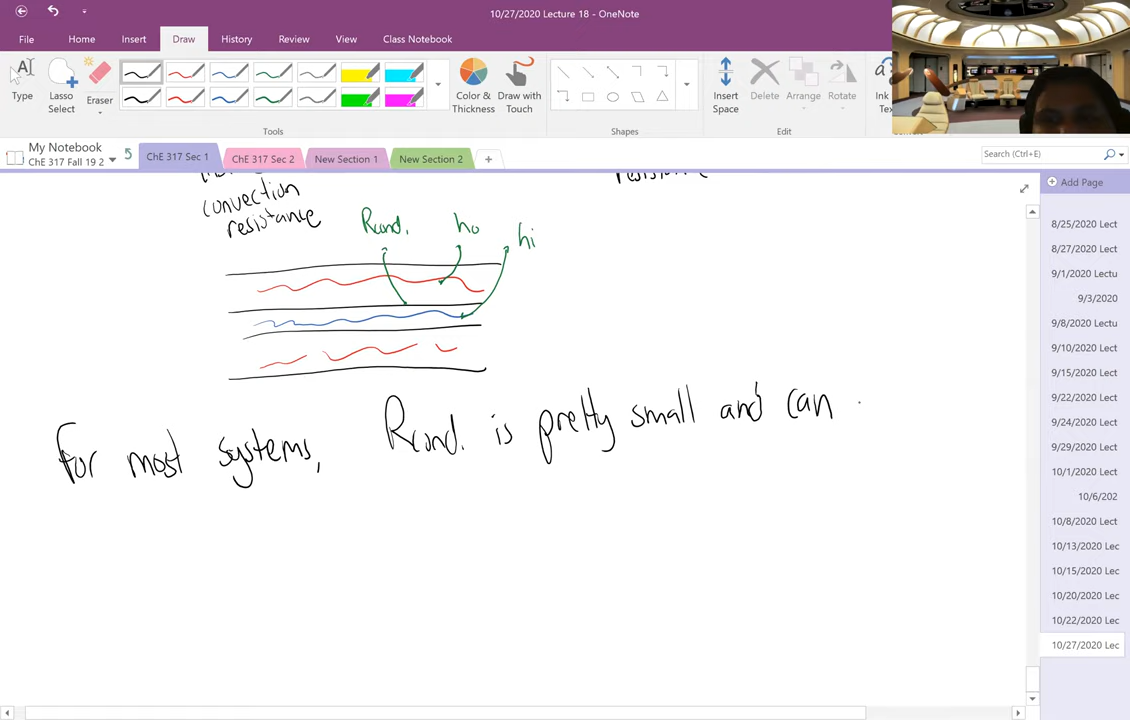 10/27/2020 Lecture 18 - OneNote
File Home Insert Draw History Review View Class Notebook
Type
Lasso Select
Eraser
Color & Thickness
Draw with Touch
Insert Space
Delete
Arrange
Rotate
Tools
Shapes
Edit
My Notebook
ChE 317 Fall 19 2
ChE 317 Sec 1
ChE 317 Sec 2
New Section 1
New Section 2
Search (Ctrl+E)
Add Page
8/25/2020 Lect
8/27/2020 Lect
9/1/2020 Lectu
9/3/2020
9/8/2020 Lectu
9/10/2020 Lect
9/15/2020 Lect
9/22/2020 Lect
9/24/2020 Lect
9/29/2020 Lect
10/1/2020 Lect
10/6/202
10/8/2020 Lect
10/13/2020 Lec
10/15/2020 Lec
10/20/2020 Lec
10/22/2020 Lec
10/27/2020 Lec
convection
resistance
resistance
Rcond. ho hi
For most systems, Rcond. is pretty small and can